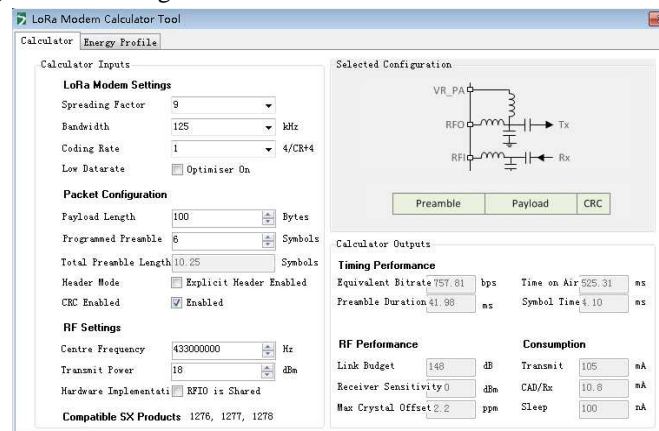 LoRa Modem Calculator Tool
Calculator Energy Profile
Calculator Inputs
LoRa Modem Settings
Spreading Factor 9
Bandwidth 125 kHz
Coding Rate 1 4/CR+4
Low Datarate Optimiser On
Packet Configuration
Payload Length 100 Bytes
Programmed Preamble 6 Symbols
Total Preamble Length 10.25 Symbols
Header Mode Explicit Header Enabled
CRC Enabled Enabled
RF Settings
Centre Frequency 433000000 Hz
Transmit Power 18 dBm
Hardware Implementati RFIO is Shared
Compatible SX Products 1276, 1277, 1278
Selected Configuration
VR_PA
RFO Tx
RFI Rx
Preamble Payload CRC
Calculator Outputs
Timing Performance
Equivalent Bitrate 757.81 bps Time on Air 525.31 ms
Preamble Duration 41.98 ms Symbol Time 4.10 ms
RF Performance Consumption
Link Budget 148 dB Transmit 105 mA
Receiver Sensitivity 0 dBm CAD/Rx 10.8 mA
Max Crystal Offset 2.2 ppm Sleep 100 nA